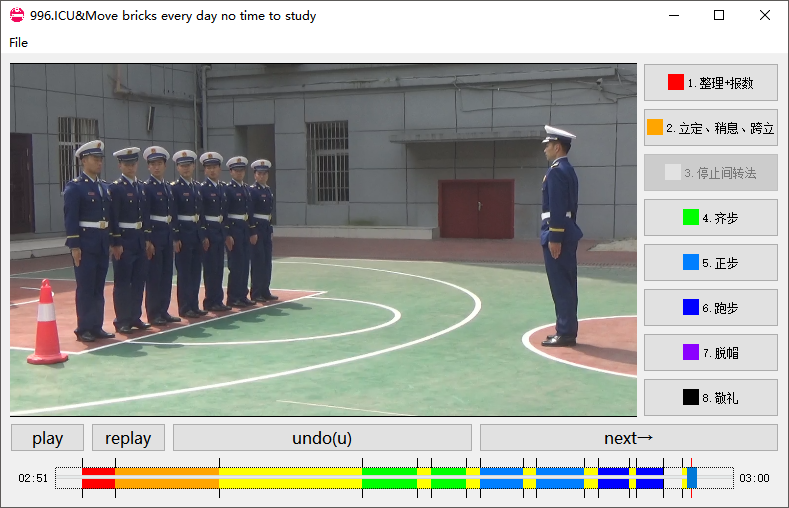 996.ICU&Move bricks every day no time to study
File
1.整理+报数
2.立定、稍息、跨立
3.停止间转法
4.齐步
5.正步
6.跑步
7.脱帽
8.敬礼
play replay undo(u) next→
02:51 03:00